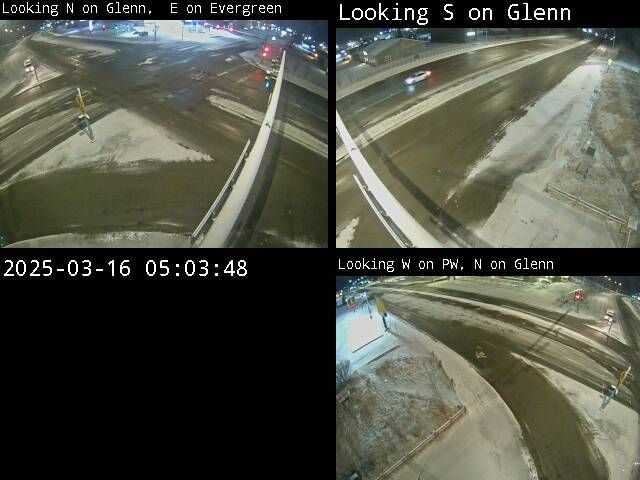 Looking N on Glenn,  E on Evergreen
Looking S on Glenn
2025-03-16 05:03:48
Looking W on PW, N on Glenn